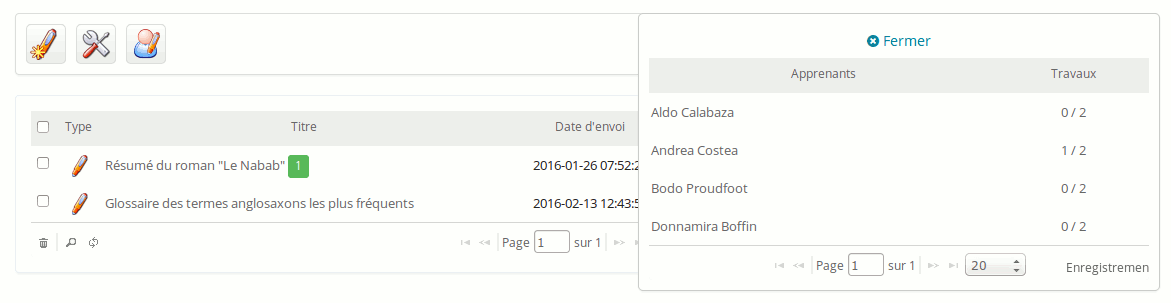 Fermer
Apprenants Travaux
Aldo Calabaza 0 / 2
Andrea Costea 1 / 2
Bodo Proudfoot 0 / 2
Donnamira Boffin 0 / 2
Page 1 sur 1 20 Enregistremen
Type Titre Date d'envoi
Résumé du roman "Le Nabab" 1 2016-01-26 07:52:2
Glossaire des termes anglosaxons les plus fréquents 2016-02-13 12:43:5
Page 1 sur 1